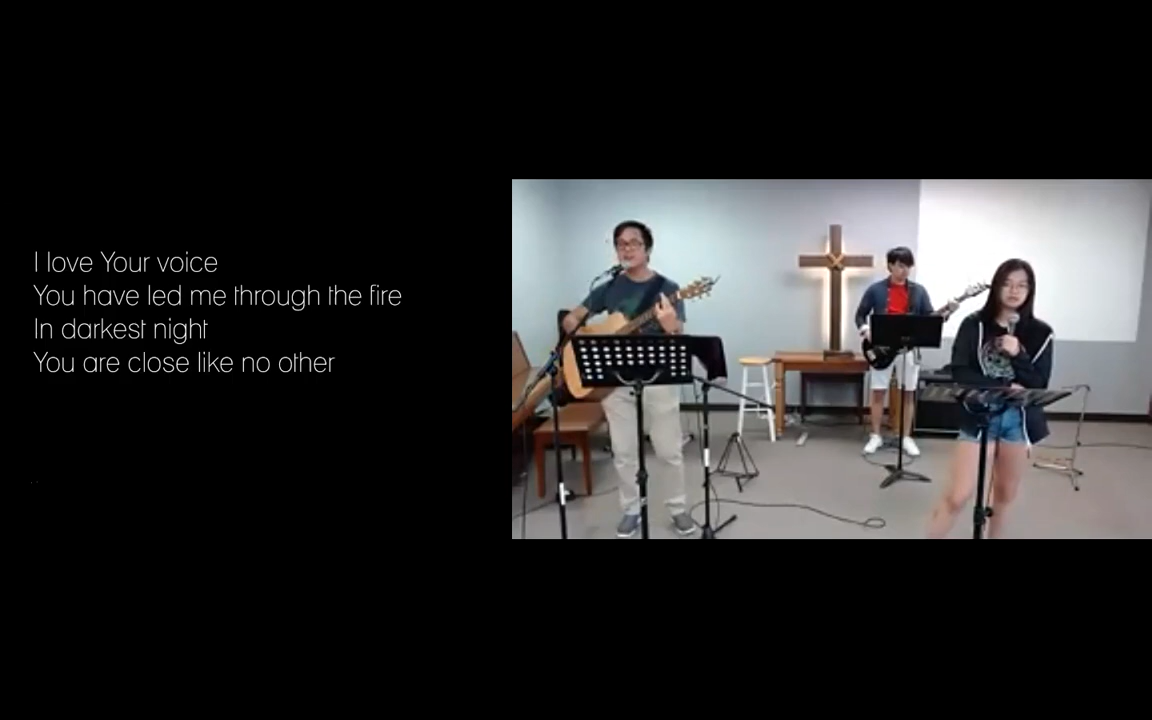 I love Your voice
You have led me through the fire
In darkest night
You are close like no other